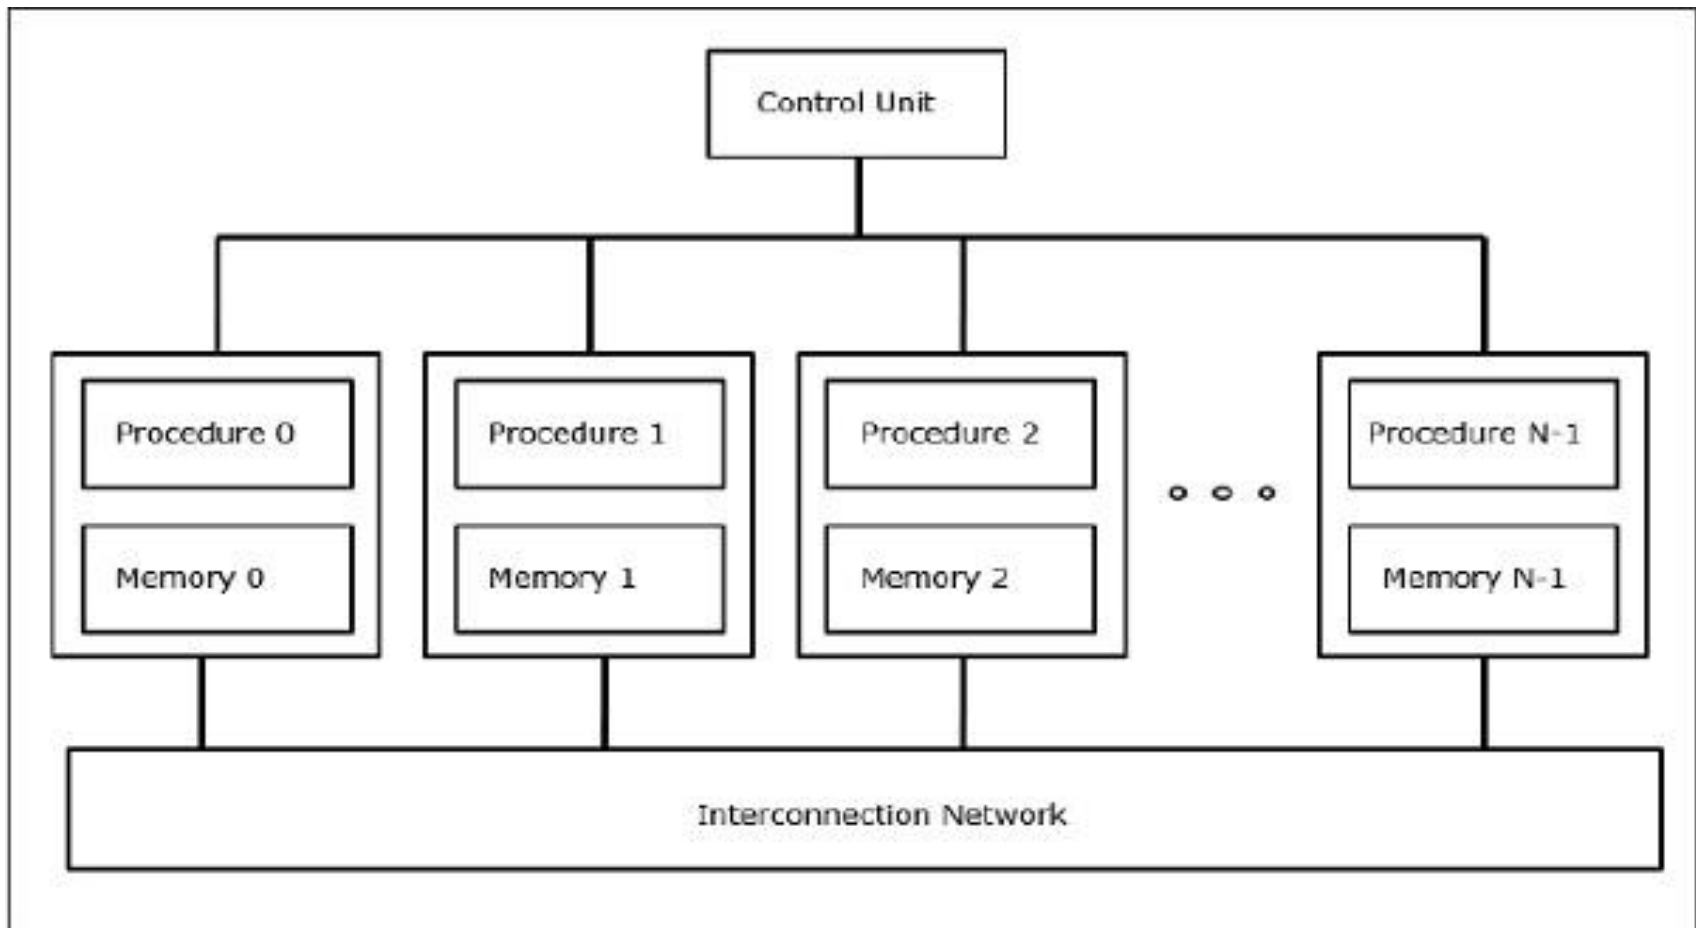 Control Unit
Procedure 0
Procedure 1
Procedure 2
Procedure N-1
Memory 0
Memory 1
Memory 2
Memory N-1
Interconnection Network